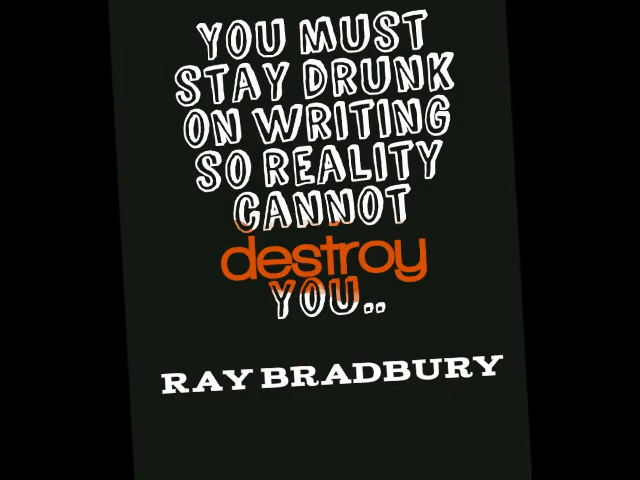 YOU MUST
STAY DRUNK
ON WRITING
SO REALITY
CANNOT
destroy
YOU..
RAY BRADBURY